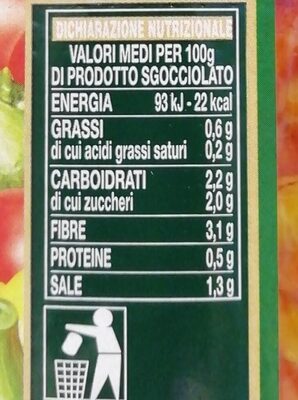 DICHIARAZIONE NUTRIZIONALE
VALORI MEDI PER 100g
DI PRODOTTO SGOCCIOLATO
ENERGIA 93 kJ - 22 kcal
GRASSI 0,6 g
di cui acidi grassi saturi 0,2 g
CARBOIDRATI 2,2 g
di cui zuccheri 2,0 g
FIBRE 3,1 g
PROTEINE 0,5 g
SALE 1,3 g